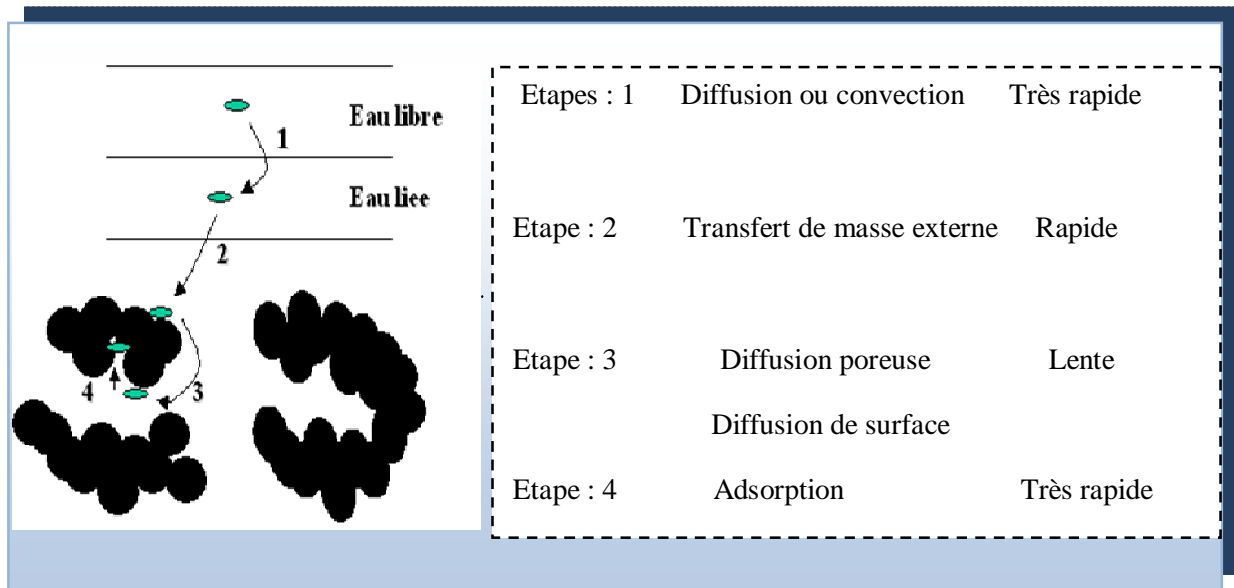 Eau libre
1
Eau liee
2
4
3
Etapes : 1 Diffusion ou convection Très rapide
Etape : 2 Transfert de masse externe Rapide
Etape : 3 Diffusion poreuse Lente
Diffusion de surface
Etape : 4 Adsorption Très rapide